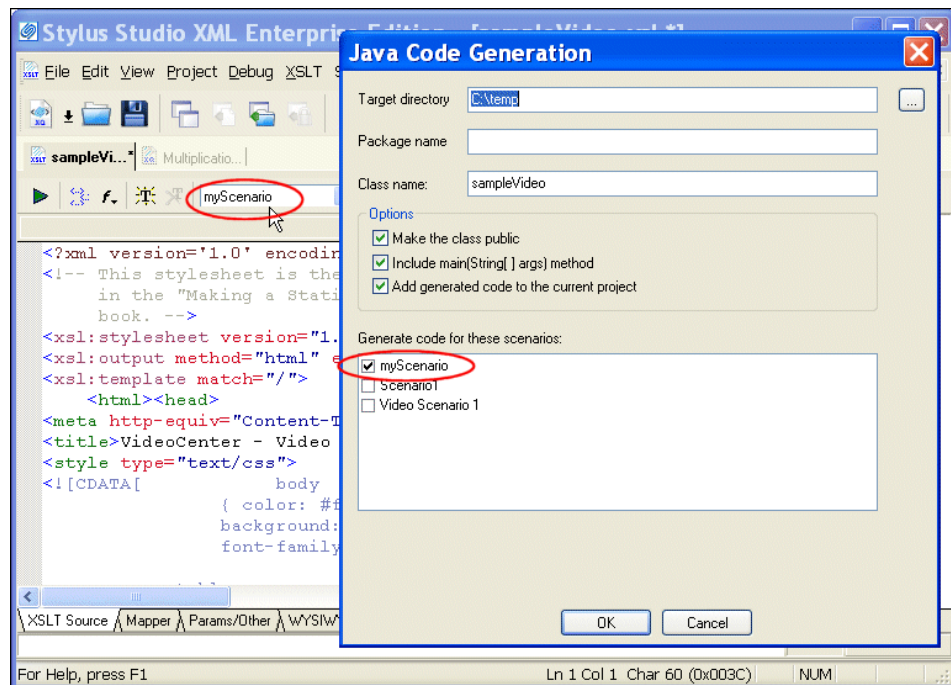 Stylus Studio XML Enterprise Edition - [sampleVideo.xsl *]
File Edit View Project Debug XSLT
sampleVi...* Multiplicatio...
myScenario
<?xml version='1.0' encodin
<!-- This stylesheet is the
in the "Making a Stati
book. -->
<xsl:stylesheet version="1.
<xsl:output method="html" e
<xsl:template match="/">
<html><head>
<meta http-equiv="Content-T
<title>VideoCenter - Video
<style type="text/css">
<![CDATA[ body
{ color: #f
background:
font-family
XSLT Source Mapper Params/Other WYSIW
For Help, press F1 Ln 1 Col 1 Char 60 (0x003C) NUM
Java Code Generation
Target directory C:\temp ...
Package name
Class name: sampleVideo
Options
Make the class public
Include main(String[ ] args) method
Add generated code to the current project
Generate code for these scenarios:
myScenario
Scenario1
Video Scenario 1
OK Cancel